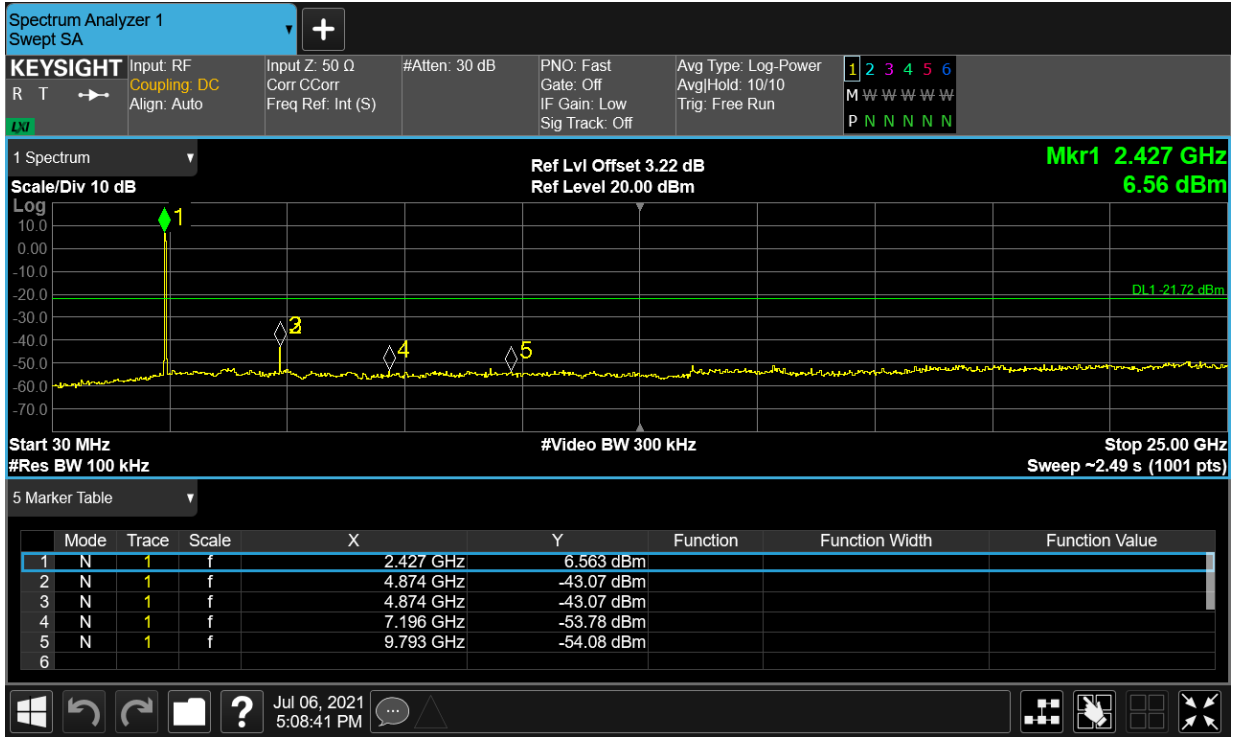 Spectrum Analyzer 1
Swept SA
KEYSIGHT
R T
LXI
Input: RF
Coupling: DC
Align: Auto
Input Z: 50 Ω
Corr CCorr
Freq Ref: Int (S)
#Atten: 30 dB
PNO: Fast
Gate: Off
IF Gain: Low
Sig Track: Off
Avg Type: Log-Power
Avg|Hold: 10/10
Trig: Free Run
1 2 3 4 5 6
M W W W W W
P N N N N N
1 Spectrum
Scale/Div 10 dB
Ref Lvl Offset 3.22 dB
Ref Level 20.00 dBm
Mkr1 2.427 GHz
6.56 dBm
Log
10.0
0.00
-10.0
-20.0
-30.0
-40.0
-50.0
-60.0
-70.0
1
3
4
5
DL1 -21.72 dBm
Start 30 MHz
#Res BW 100 kHz
#Video BW 300 kHz
Stop 25.00 GHz
Sweep ~2.49 s (1001 pts)
5 Marker Table
Mode Trace Scale X Y Function Function Width Function Value
1 N 1 f 2.427 GHz 6.563 dBm
2 N 1 f 4.874 GHz -43.07 dBm
3 N 1 f 4.874 GHz -43.07 dBm
4 N 1 f 7.196 GHz -53.78 dBm
5 N 1 f 9.793 GHz -54.08 dBm
6
?
Jul 06, 2021
5:08:41 PM